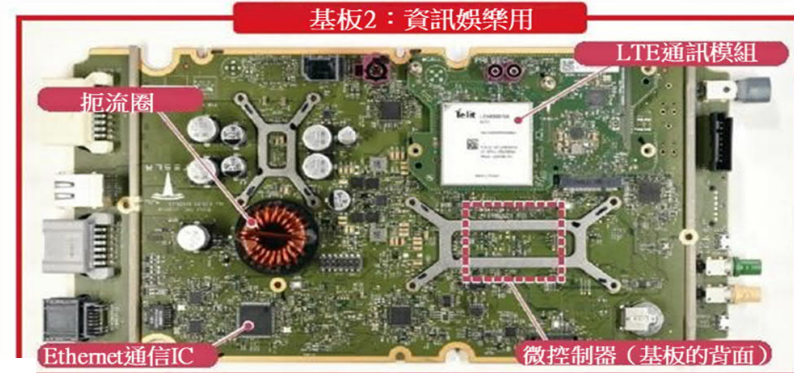 基板2：資訊娛樂用
LTE通訊模組
扼流圈
Telit
TESLA
Ethernet通信IC
微控制器（基板的背面）